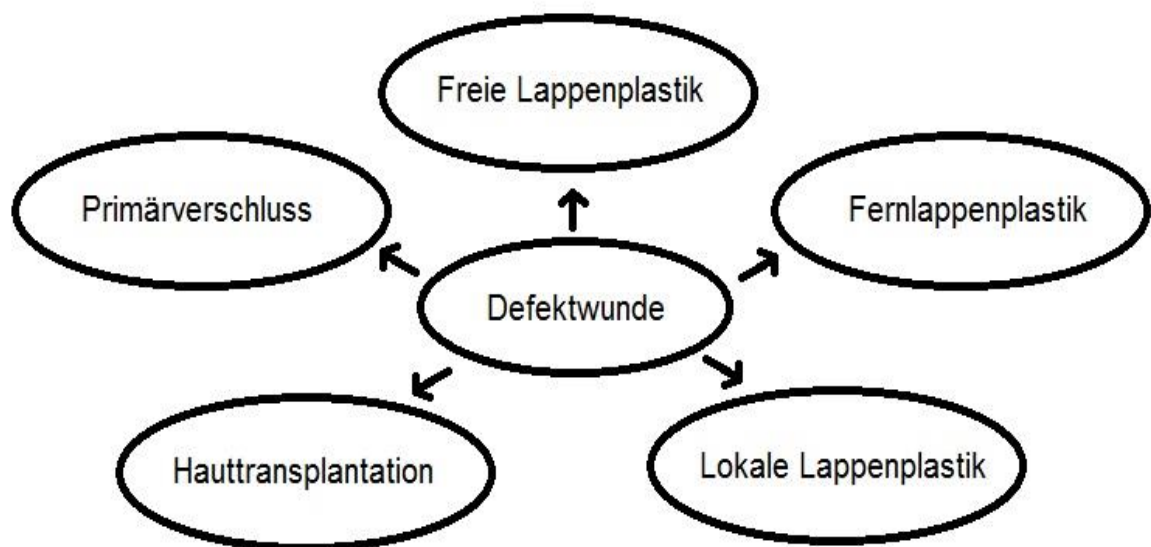 Freie Lappenplastik
Primärverschluss
Fernlappenplastik
Defektwunde
Hauttransplantation
Lokale Lappenplastik